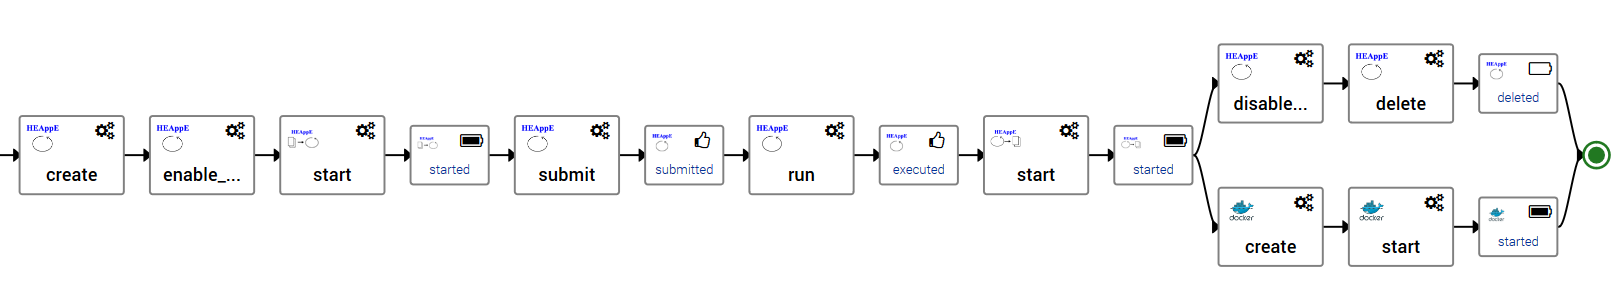 HEAppE
create
HEAppE
enable_...
HEAppE
start
HEAppE
started
HEAppE
submit
HEAppE
submitted
HEAppE
run
HEAppE
executed
HEAppE
start
HEAppE
started
HEAppE
disable...
HEAppE
delete
HEAppE
deleted
docker
create
docker
start
docker
started